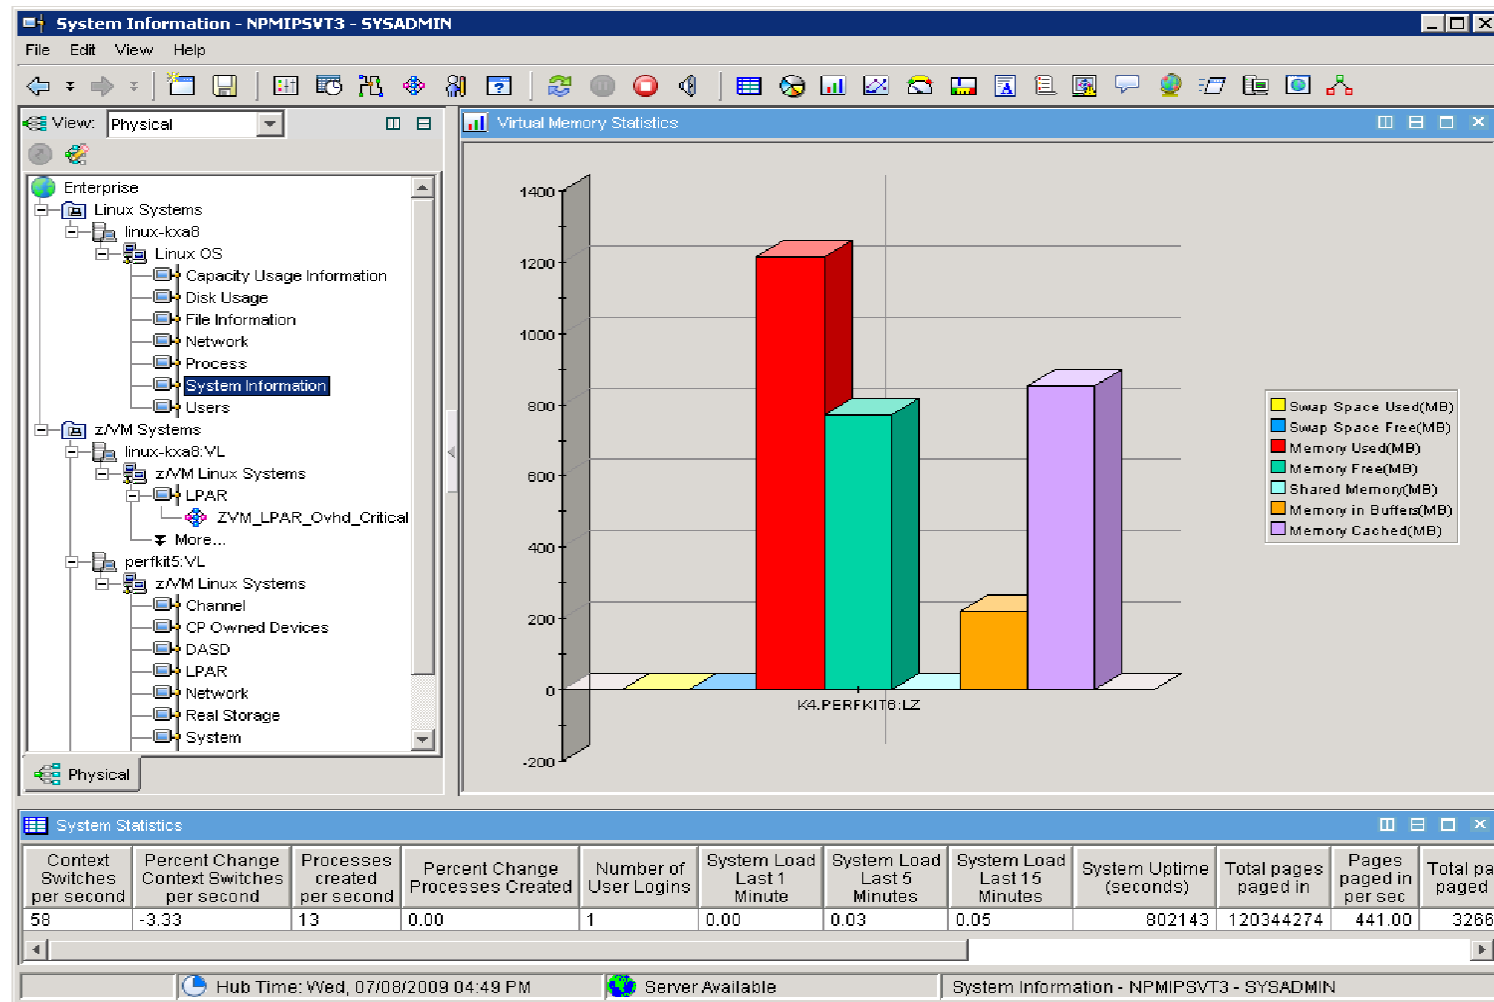 System Information - NPMIPSVT3 - SYSADMIN
File Edit View Help
View: Physical
Enterprise
Linux Systems
linux-kxa8
Linux OS
Capacity Usage Information
Disk Usage
File Information
Network
Process
System Information
Users
z/VM Systems
linux-kxa8:VL
z/VM Linux Systems
LPAR
ZVM_LPAR_Ovhd_Critical
More...
perfkit5:VL
z/VM Linux Systems
Channel
CP Owned Devices
DASD
LPAR
Network
Real Storage
System
Physical
Virtual Memory Statistics
1400
1200
1000
800
600
400
200
0
-200
K4.PERFKIT6:LZ
Swap Space Used(MB)
Swap Space Free(MB)
Memory Used(MB)
Memory Free(MB)
Shared Memory(MB)
Memory in Buffers(MB)
Memory Cached(MB)
System Statistics
Context Switches per second
Percent Change Context Switches per second
Processes created per second
Percent Change Processes Created
Number of User Logins
System Load Last 1 Minute
System Load Last 5 Minutes
System Load Last 15 Minutes
System Uptime (seconds)
Total pages paged in
Pages paged in per sec
Total pa
paged
58 -3.33 13 0.00 1 0.00 0.03 0.05 802143 120344274 441.00 3266
Hub Time: Wed, 07/08/2009 04:49 PM
Server Available
System Information - NPMIPSVT3 - SYSADMIN